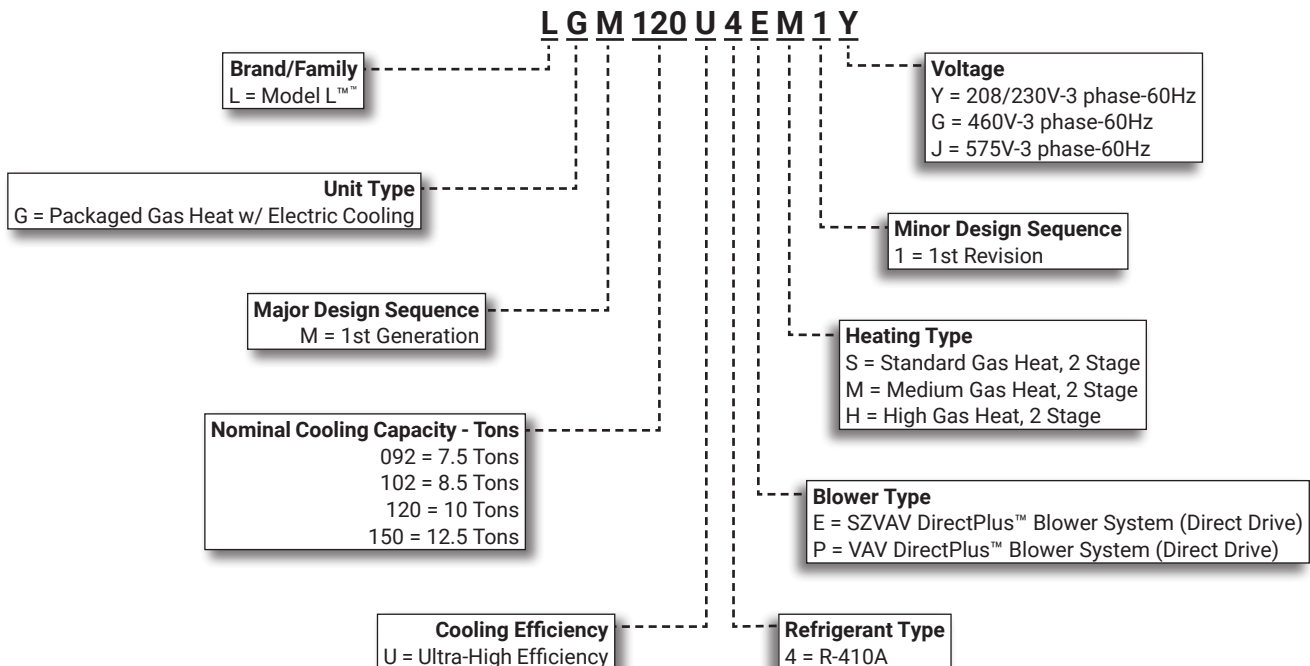 L G M 120 U 4 E M 1 Y
Brand/Family
L = Model L™™
Unit Type
G = Packaged Gas Heat w/ Electric Cooling
Major Design Sequence
M = 1st Generation
Nominal Cooling Capacity - Tons
092 = 7.5 Tons
102 = 8.5 Tons
120 = 10 Tons
150 = 12.5 Tons
Cooling Efficiency
U = Ultra-High Efficiency
Voltage
Y = 208/230V-3 phase-60Hz
G = 460V-3 phase-60Hz
J = 575V-3 phase-60Hz
Minor Design Sequence
1 = 1st Revision
Heating Type
S = Standard Gas Heat, 2 Stage
M = Medium Gas Heat, 2 Stage
H = High Gas Heat, 2 Stage
Blower Type
E = SZVAV DirectPlus™ Blower System (Direct Drive)
P = VAV DirectPlus™ Blower System (Direct Drive)
Refrigerant Type
4 = R-410A